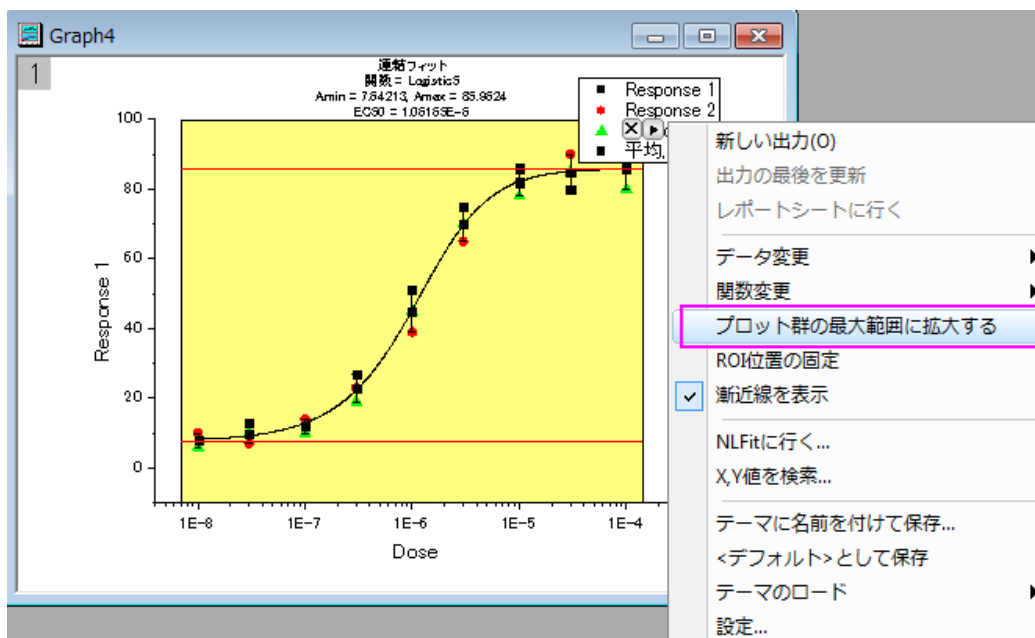 Graph4
1
連結フィット
関数 = Logistic5
Amin = 7.54213, Amax = 85.9524
EC50 = 1.05155E-6
Response 1
Response 2
平均,
100
80
60
40
20
0
Response 1
1E-8
1E-7
1E-6
1E-5
1E-4
Dose
新しい出力(O)
出力の最後を更新
レポートシートに行く
データ変更
関数変更
プロット群の最大範囲に拡大する
ROI位置の固定
漸近線を表示
NLFitに行く...
X,Y値を検索...
テーマに名前を付けて保存...
<デフォルト>として保存
テーマのロード
設定...